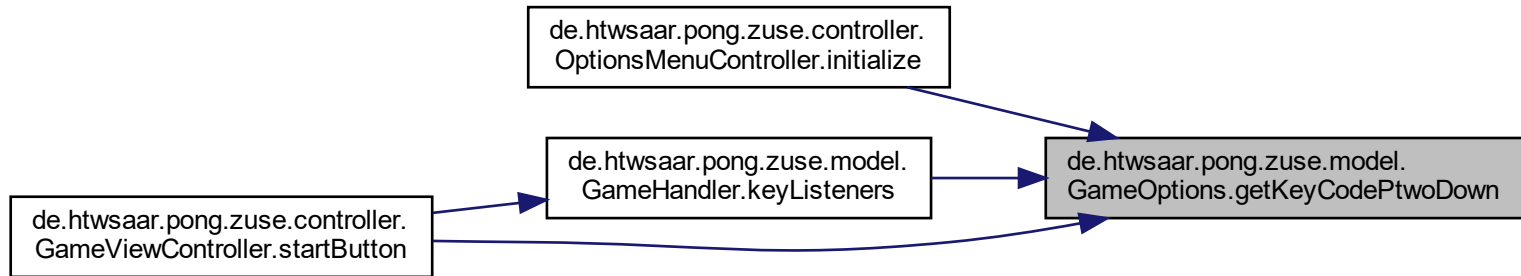 de.htwsaar.pong.zuse.controller.
OptionsMenuController.initialize
de.htwsaar.pong.zuse.model.
GameHandler.keyListeners
de.htwsaar.pong.zuse.model.
GameOptions.getKeyCodePtwoDown
de.htwsaar.pong.zuse.controller.
GameViewController.startButton